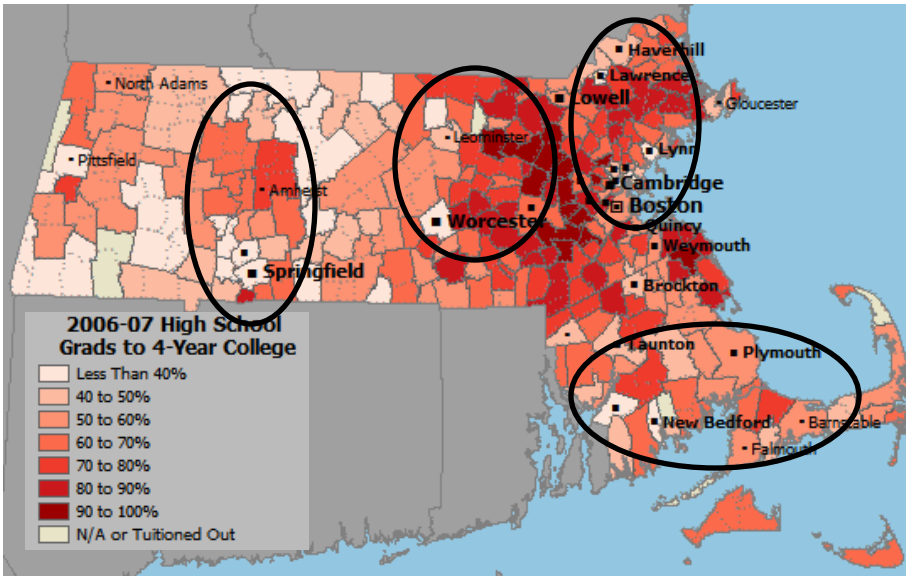 Haverhill
Lawrence
Lowell
North Adams
Gloucester
Leominster
Lynn
Pittsfield
Cambridge
Amherst
Boston
Worcester
Quincy
Weymouth
Springfield
Brockton
2006-07 High School
Grads to 4-Year College
Less Than 40%
40 to 50%
50 to 60%
60 to 70%
70 to 80%
80 to 90%
90 to 100%
N/A or Tuitioned Out
Taunton
Plymouth
New Bedford
Barnstable
Falmouth